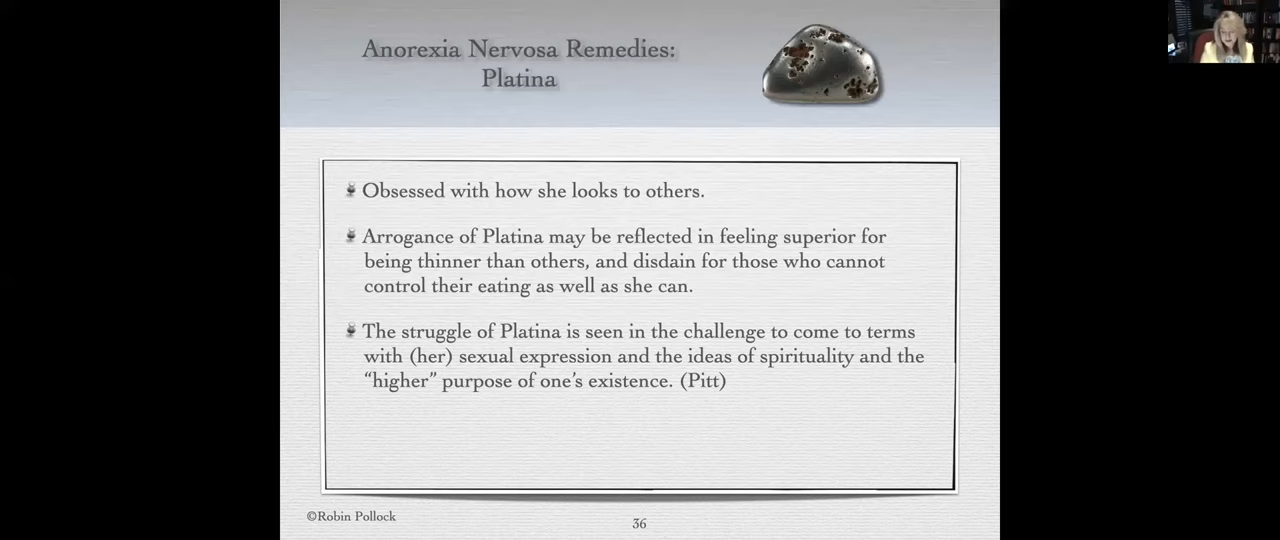 Anorexia Nervosa Remedies:
Platina
Obsessed with how she looks to others.
Arrogance of Platina may be reflected in feeling superior for
being thinner than others, and disdain for those who cannot
control their eating as well as she can.
The struggle of Platina is seen in the challenge to come to terms
with (her) sexual expression and the ideas of spirituality and the
“higher” purpose of one’s existence. (Pitt)
©Robin Pollock
36